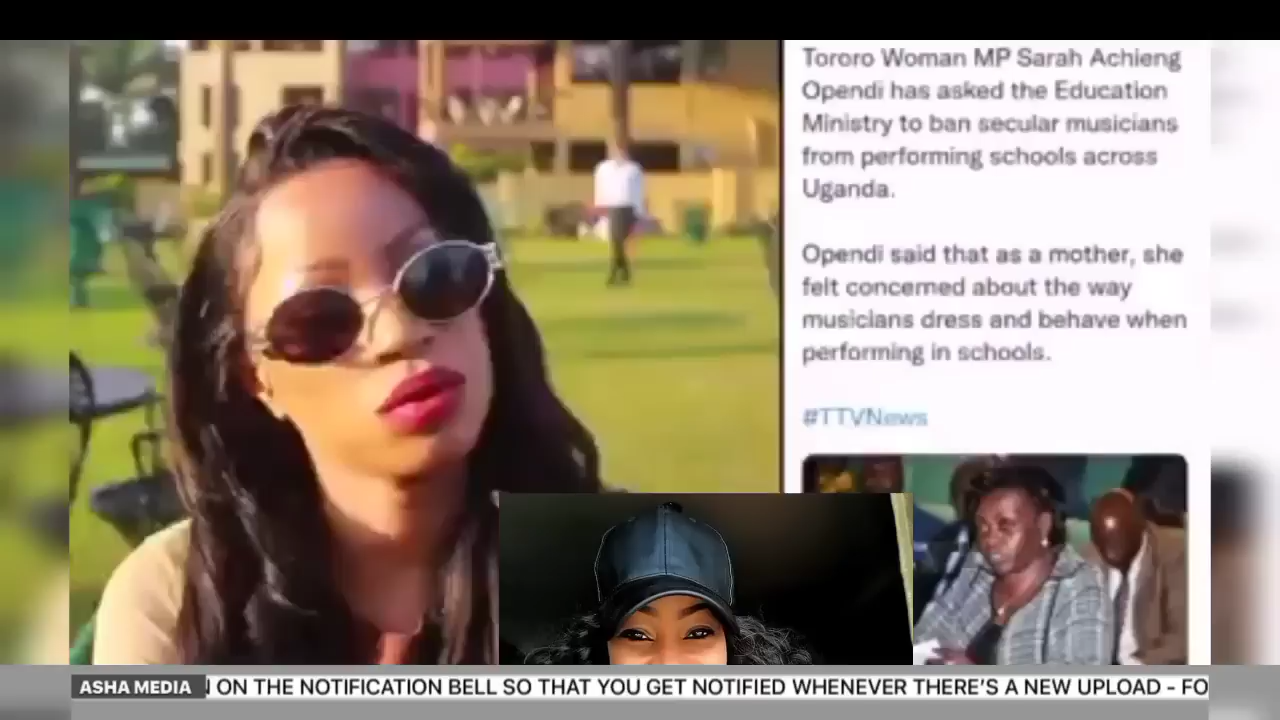 Tororo Woman MP Sarah Achieng
Opendi has asked the Education
Ministry to ban secular musicians
from performing schools across
Uganda.
Opendi said that as a mother, she
felt concerned about the way
musicians dress and behave when
performing in schools.
#TTVNews
ASHA MEDIA
ON THE NOTIFICATION BELL SO THAT YOU GET NOTIFIED WHENEVER THERE'S A NEW UPLOAD - FO